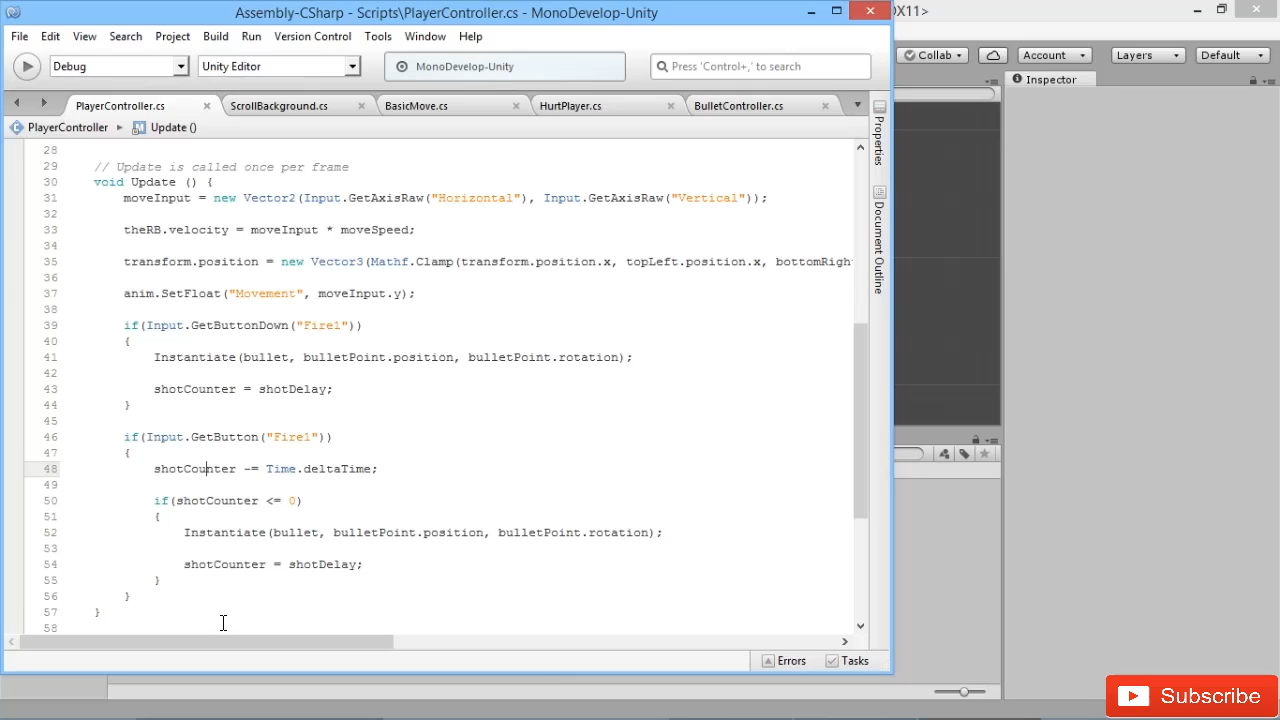 Assembly-CSharp - Scripts\PlayerController.cs - MonoDevelop-Unity
DX11>
File Edit View Search Project Build Run Version Control Tools Window Help
Debug
Unity Editor
MonoDevelop-Unity
Press 'Control+,' to search
Collab
Account
Layers
Default
Inspector
PlayerController.cs
ScrollBackground.cs
BasicMove.cs
HurtPlayer.cs
BulletController.cs
PlayerController
Update ()
Properties
Document Outline
28
29 // Update is called once per frame
30 void Update () {
31 moveInput = new Vector2(Input.GetAxisRaw("Horizontal"), Input.GetAxisRaw("Vertical"));
32
33 theRB.velocity = moveInput * moveSpeed;
34
35 transform.position = new Vector3(Mathf.Clamp(transform.position.x, topLeft.position.x, bottomRigh
36
37 anim.SetFloat("Movement", moveInput.y);
38
39 if(Input.GetButtonDown("Fire1"))
40 {
41 Instantiate(bullet, bulletPoint.position, bulletPoint.rotation);
42
43 shotCounter = shotDelay;
44 }
45
46 if(Input.GetButton("Fire1"))
47 {
48 shotCounter -= Time.deltaTime;
49
50 if(shotCounter <= 0)
51 {
52 Instantiate(bullet, bulletPoint.position, bulletPoint.rotation);
53
54 shotCounter = shotDelay;
55 }
56 }
57 }
58
Errors
Tasks
Subscribe